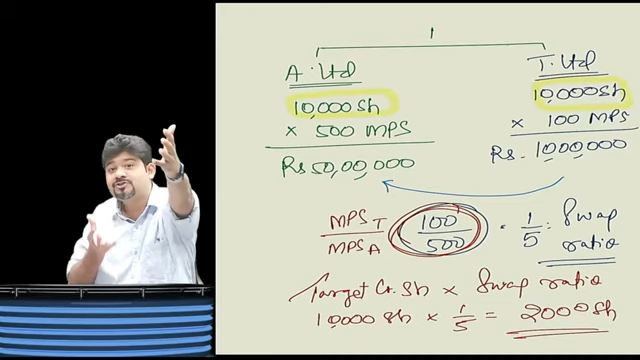 1
A. Ltd
10,000 sh
× 500 MPS
Rs 50,00,000
T. Ltd
10,000 sh
× 100 MPS
Rs. 10,00,000
MPS_T / MPS_A 100 / 500 = 1/5 = Swap ratio
Target Co. Sh × Swap ratio
10,000 sh × 1/5 = 2000 sh